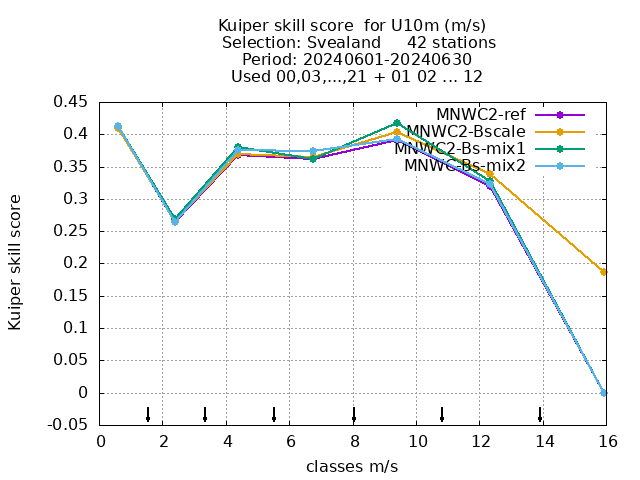 Kuiper skill score  for U10m (m/s)
Selection: Svealand     42 stations
Period: 20240601-20240630
Used 00,03,...,21 + 01 02 ... 12
MNWC2-ref
MNWC2-Bscale
MNWC2-Bs-mix1
MNWC-Bs-mix2
Kuiper skill score
0.45
0.4
0.35
0.3
0.25
0.2
0.15
0.1
0.05
0
-0.05
0 2 4 6 8 10 12 14 16
classes m/s